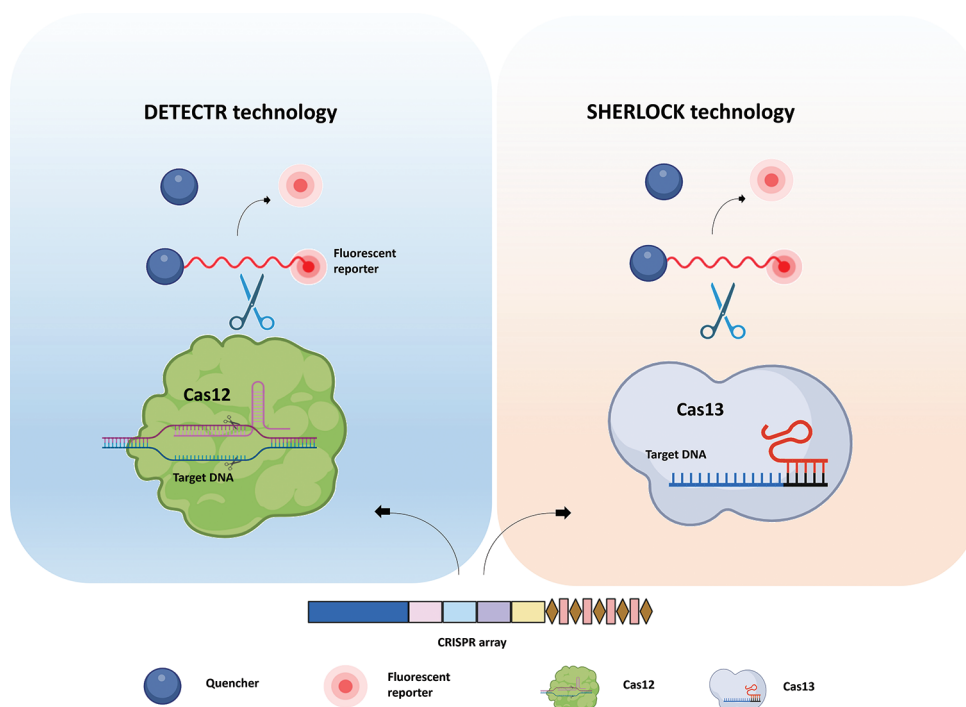 DETECTR technology
SHERLOCK technology
Fluorescent
reporter
Cas12
Target DNA
Cas13
Target DNA
CRISPR array
Quencher
Fluorescent
reporter
Cas12
Cas13